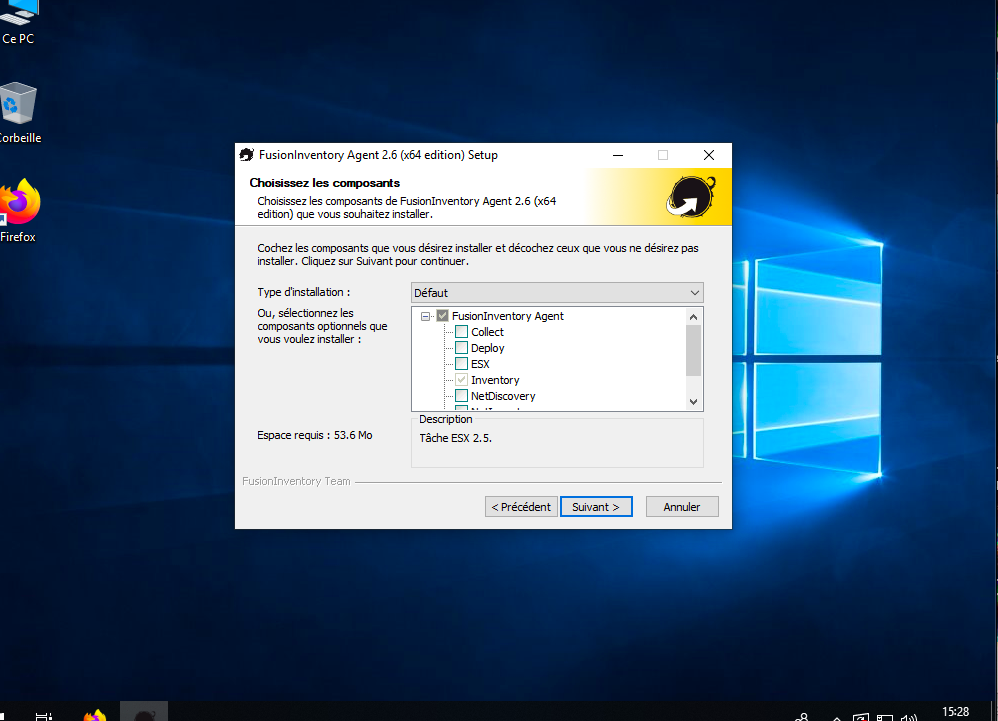 Ce PC
Corbeille
Firefox
FusionInventory Agent 2.6 (x64 edition) Setup
Choisissez les composants
Choisissez les composants de FusionInventory Agent 2.6 (x64
edition) que vous souhaitez installer.
Cochez les composants que vous désirez installer et décochez ceux que vous ne désirez pas
installer. Cliquez sur Suivant pour continuer.
Type d'installation :
Défaut
Ou, sélectionnez les
composants optionnels que
vous voulez installer :
FusionInventory Agent
Collect
Deploy
ESX
Inventory
NetDiscovery
Description
Tâche ESX 2.5.
Espace requis : 53.6 Mo
FusionInventory Team
< Précédent
Suivant >
Annuler
15:28